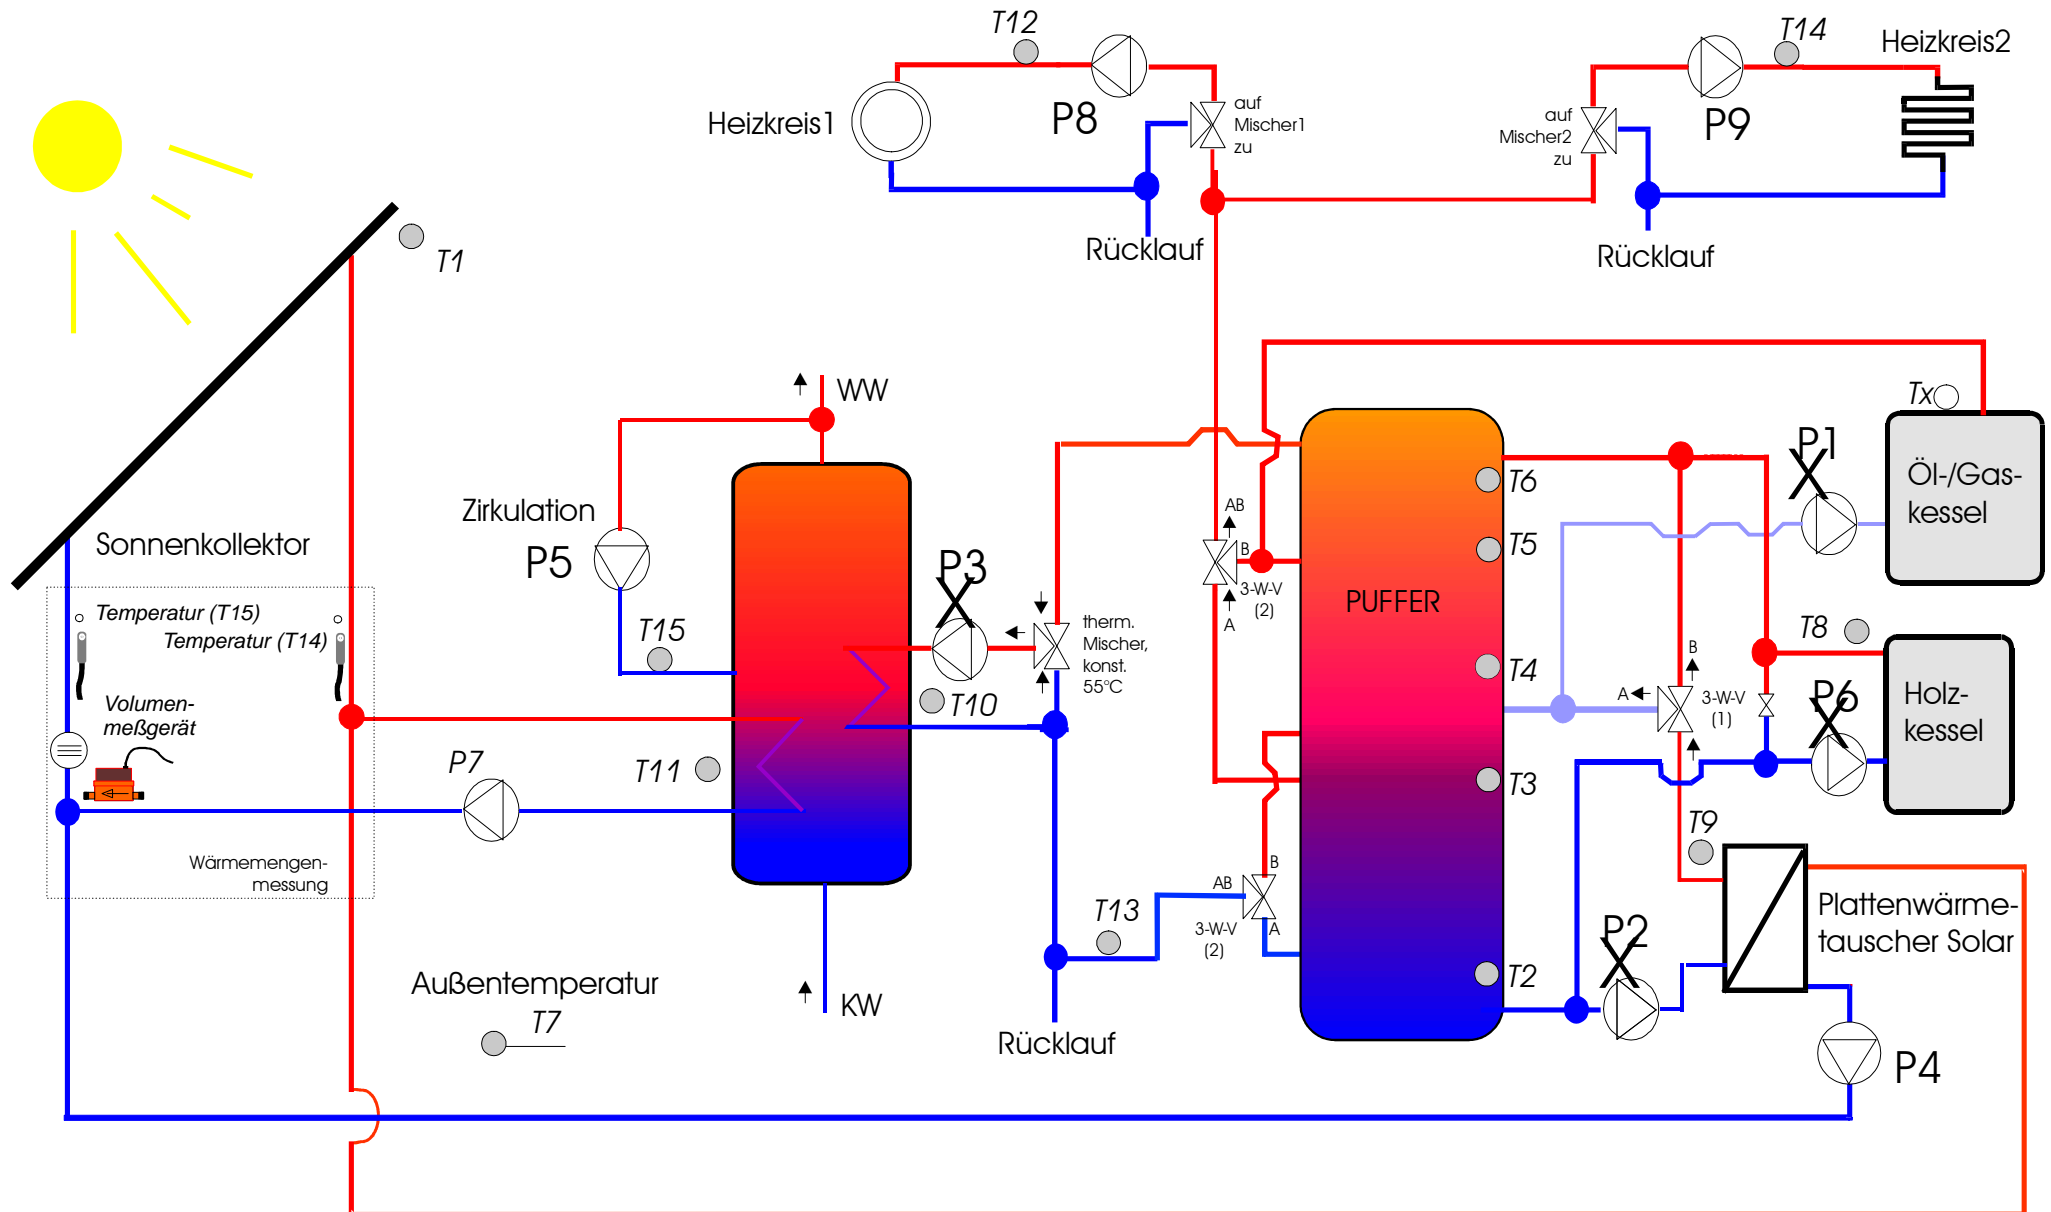 T12
T14
Heizkreis2
Heizkreis1
P8
auf
Mischer1
zu
auf
Mischer2
zu
P9
Rücklauf
Rücklauf
T1
WW
Tx
P1
Öl-/Gas-
kessel
Zirkulation
P5
P3
AB
B
3-W-V
(2)
A
T6
T5
PUFFER
Sonnenkollektor
Temperatur (T15)
Temperatur (T14)
T15
therm.
Mischer,
konst.
55°C
T8
T4
B
A
3-W-V
(1)
P6
Holz-
kessel
Volumen-
meßgerät
T10
P7
T11
T3
T9
Wärmemengen-
messung
B
AB
3-W-V
(2)
A
T13
P2
Plattenwärme-
tauscher Solar
Außentemperatur
T7
KW
T2
Rücklauf
P4